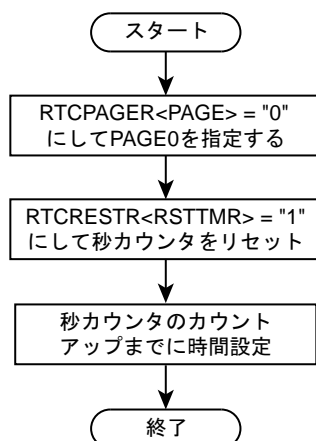 スタート
RTCPAGER<PAGE> = "0"
にしてPAGE0を指定する
RTCRESTR<RSTTMR> = "1"
にして秒カウンタをリセット
秒カウンタのカウント
アップまでに時間設定
終了